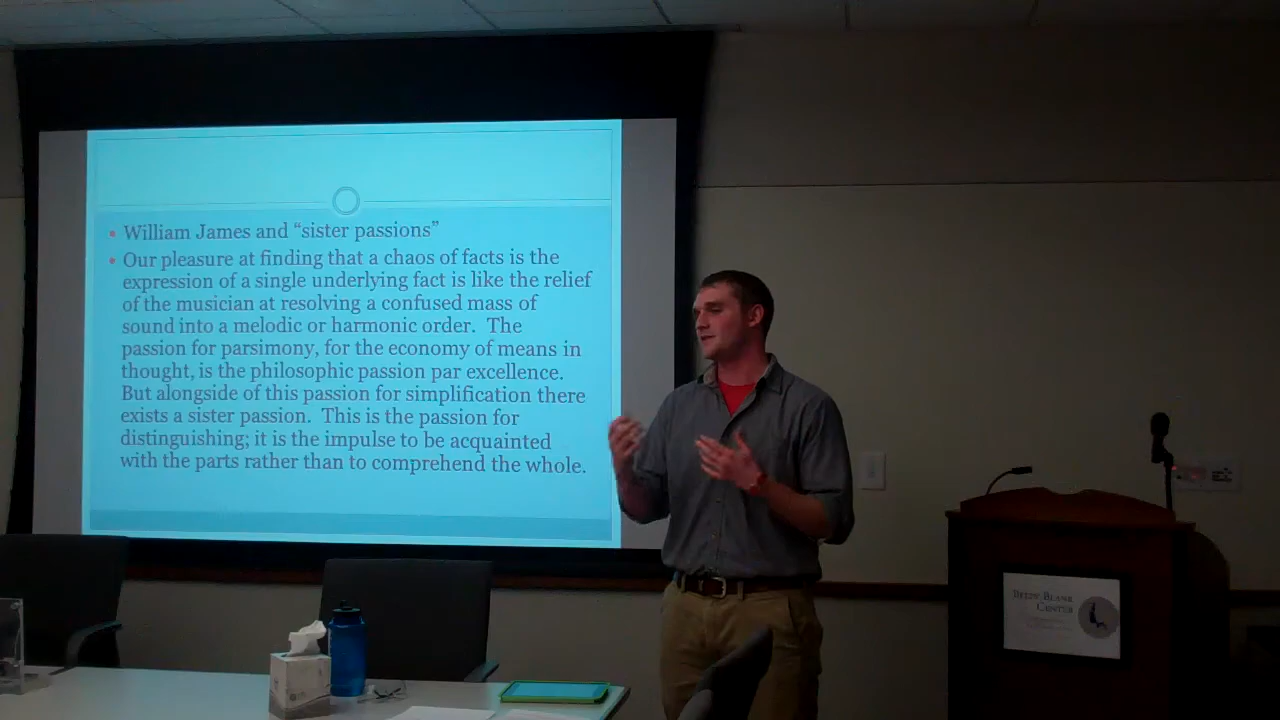 William James and “sister passions”
Our pleasure at finding that a chaos of facts is the
expression of a single underlying fact is like the relief
of the musician at resolving a confused mass of
sound into a melodic or harmonic order. The
passion for parsimony, for the economy of means in
thought, is the philosophic passion par excellence.
But alongside of this passion for simplification there
exists a sister passion. This is the passion for
distinguishing; it is the impulse to be acquainted
with the parts rather than to comprehend the whole.
Center